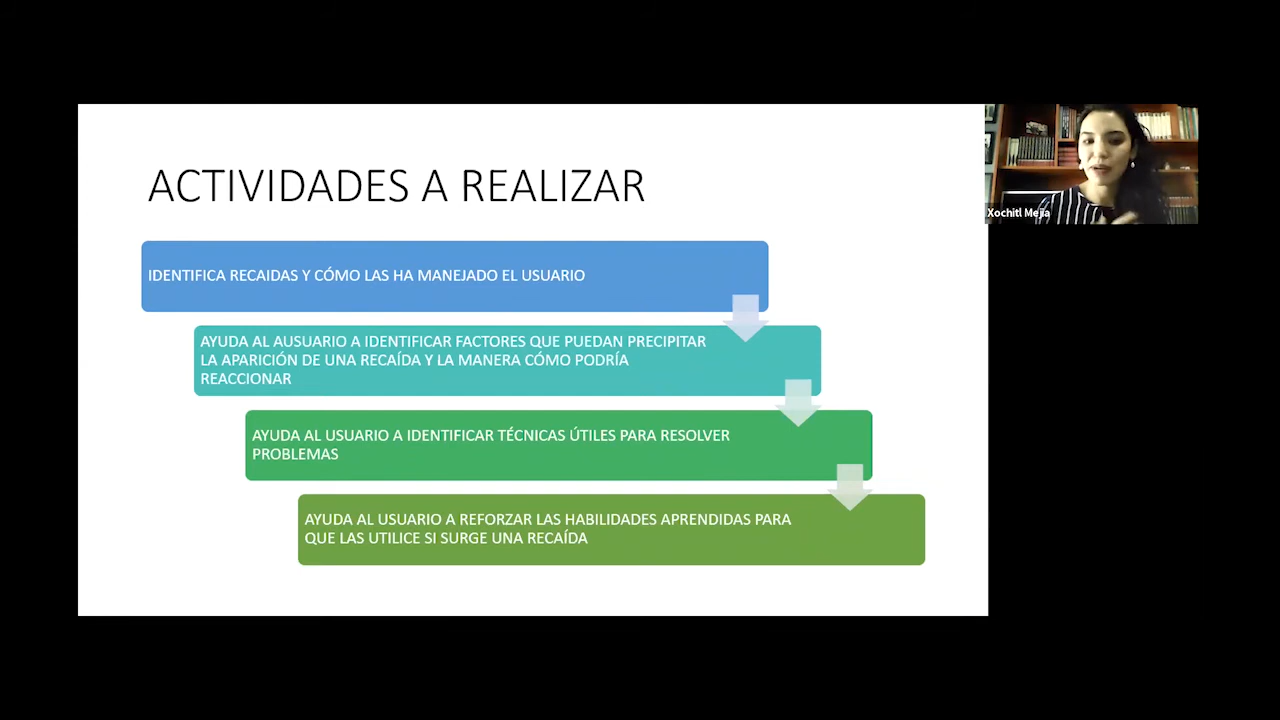 ACTIVIDADES A REALIZAR
IDENTIFICA RECAIDAS Y CÓMO LAS HA MANEJADO EL USUARIO
AYUDA AL AUSUARIO A IDENTIFICAR FACTORES QUE PUEDAN PRECIPITAR
LA APARICIÓN DE UNA RECAÍDA Y LA MANERA CÓMO PODRÍA
REACCIONAR
AYUDA AL USUARIO A IDENTIFICAR TÉCNICAS ÚTILES PARA RESOLVER
PROBLEMAS
AYUDA AL USUARIO A REFORZAR LAS HABILIDADES APRENDIDAS PARA
QUE LAS UTILICE SI SURGE UNA RECAÍDA
Xochitl Mejía